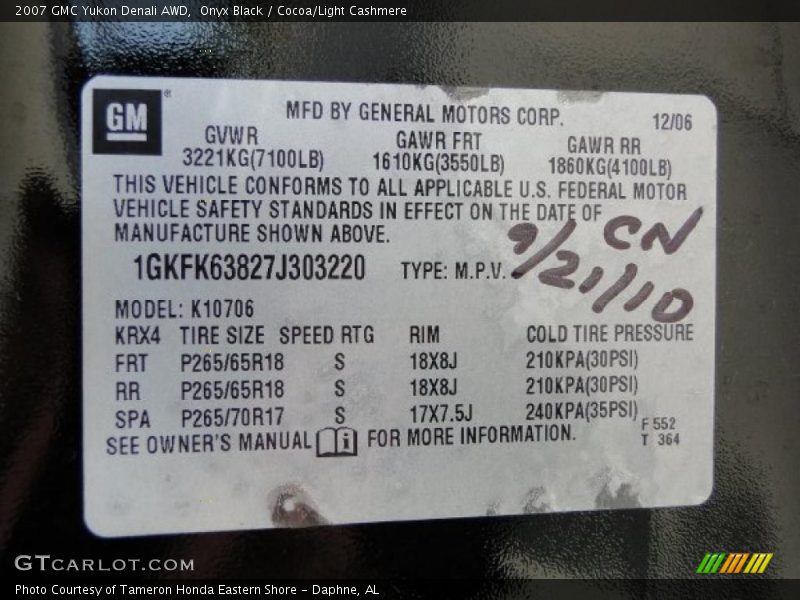 2007 GMC Yukon Denali AWD,  Onyx Black / Cocoa/Light Cashmere
GM ®
MFD BY GENERAL MOTORS CORP. 12/06
GVWR GAWR FRT GAWR RR
3221KG(7100LB) 1610KG(3550LB) 1860KG(4100LB)
THIS VEHICLE CONFORMS TO ALL APPLICABLE U.S. FEDERAL MOTOR
VEHICLE SAFETY STANDARDS IN EFFECT ON THE DATE OF
MANUFACTURE SHOWN ABOVE.
CN
9/21/10
1GKFK63827J303220 TYPE: M.P.V.
MODEL: K10706
KRX4 TIRE SIZE SPEED RTG RIM COLD TIRE PRESSURE
FRT P265/65R18 S 18X8J 210KPA(30PSI)
RR P265/65R18 S 18X8J 210KPA(30PSI)
SPA P265/70R17 S 17X7.5J 240KPA(35PSI)
SEE OWNER'S MANUAL i FOR MORE INFORMATION.
F 552
T 364
GTCARLOT.COM
Photo Courtesy of Tameron Honda Eastern Shore - Daphne, AL